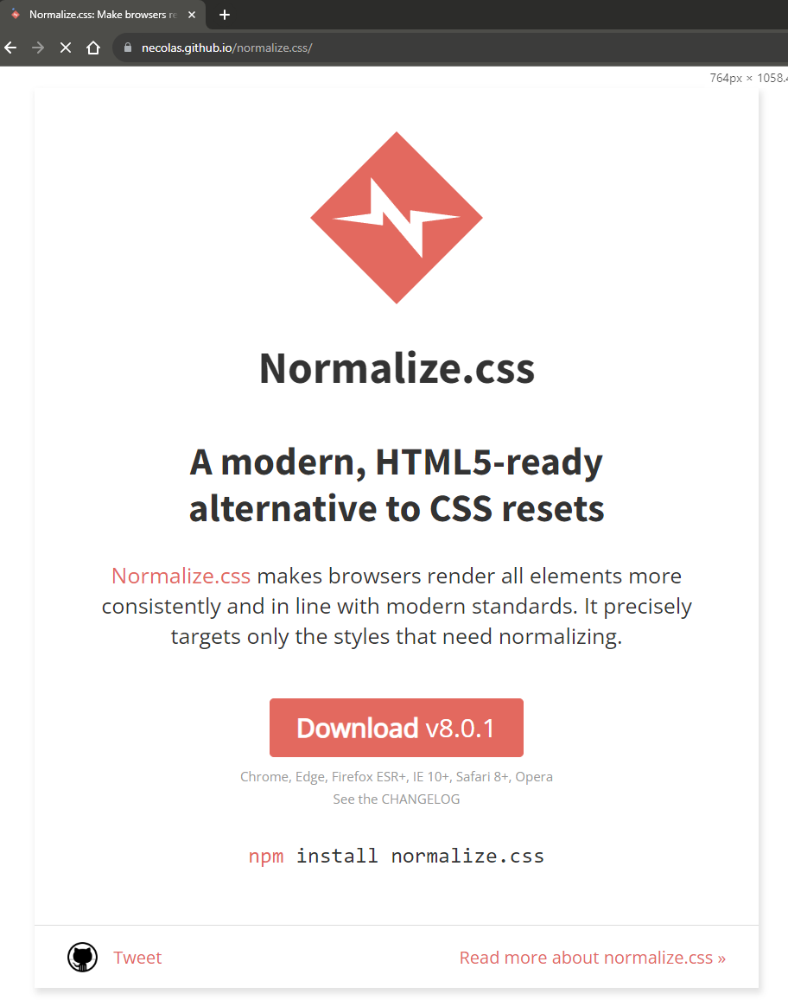 Normalize.css: Make browsers re
necolas.github.io/normalize.css/
764px × 1058.4
Normalize.css
A modern, HTML5-ready
alternative to CSS resets
Normalize.css makes browsers render all elements more
consistently and in line with modern standards. It precisely
targets only the styles that need normalizing.
Download v8.0.1
Chrome, Edge, Firefox ESR+, IE 10+, Safari 8+, Opera
See the CHANGELOG
npm install normalize.css
Tweet
Read more about normalize.css »